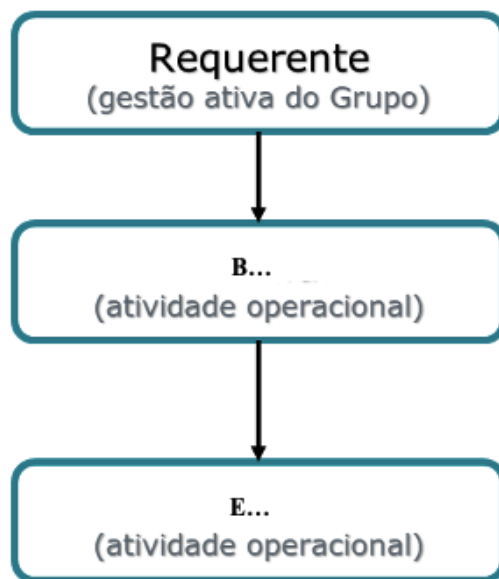 Requerente
(gestão ativa do Grupo)
B...
(atividade operacional)
E...
(atividade operacional)